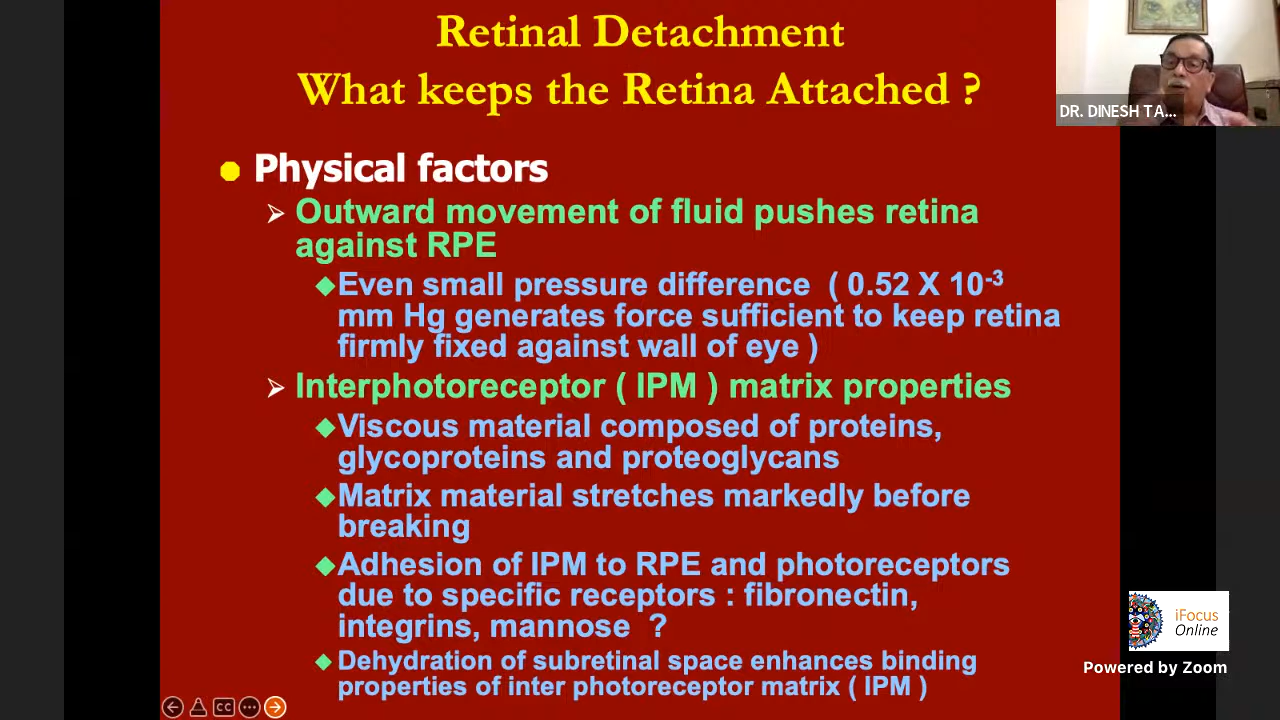 Retinal Detachment
What keeps the Retina Attached ?
DR. DINESH TA...
Physical factors
Outward movement of fluid pushes retina
against RPE
Even small pressure difference ( 0.52 X 10⁻³
mm Hg generates force sufficient to keep retina
firmly fixed against wall of eye )
Interphotoreceptor ( IPM ) matrix properties
Viscous material composed of proteins,
glycoproteins and proteoglycans
Matrix material stretches markedly before
breaking
Adhesion of IPM to RPE and photoreceptors
due to specific receptors : fibronectin,
integrins, mannose ?
Dehydration of subretinal space enhances binding
properties of inter photoreceptor matrix ( IPM )
iFocus
Online
Powered by Zoom
CC